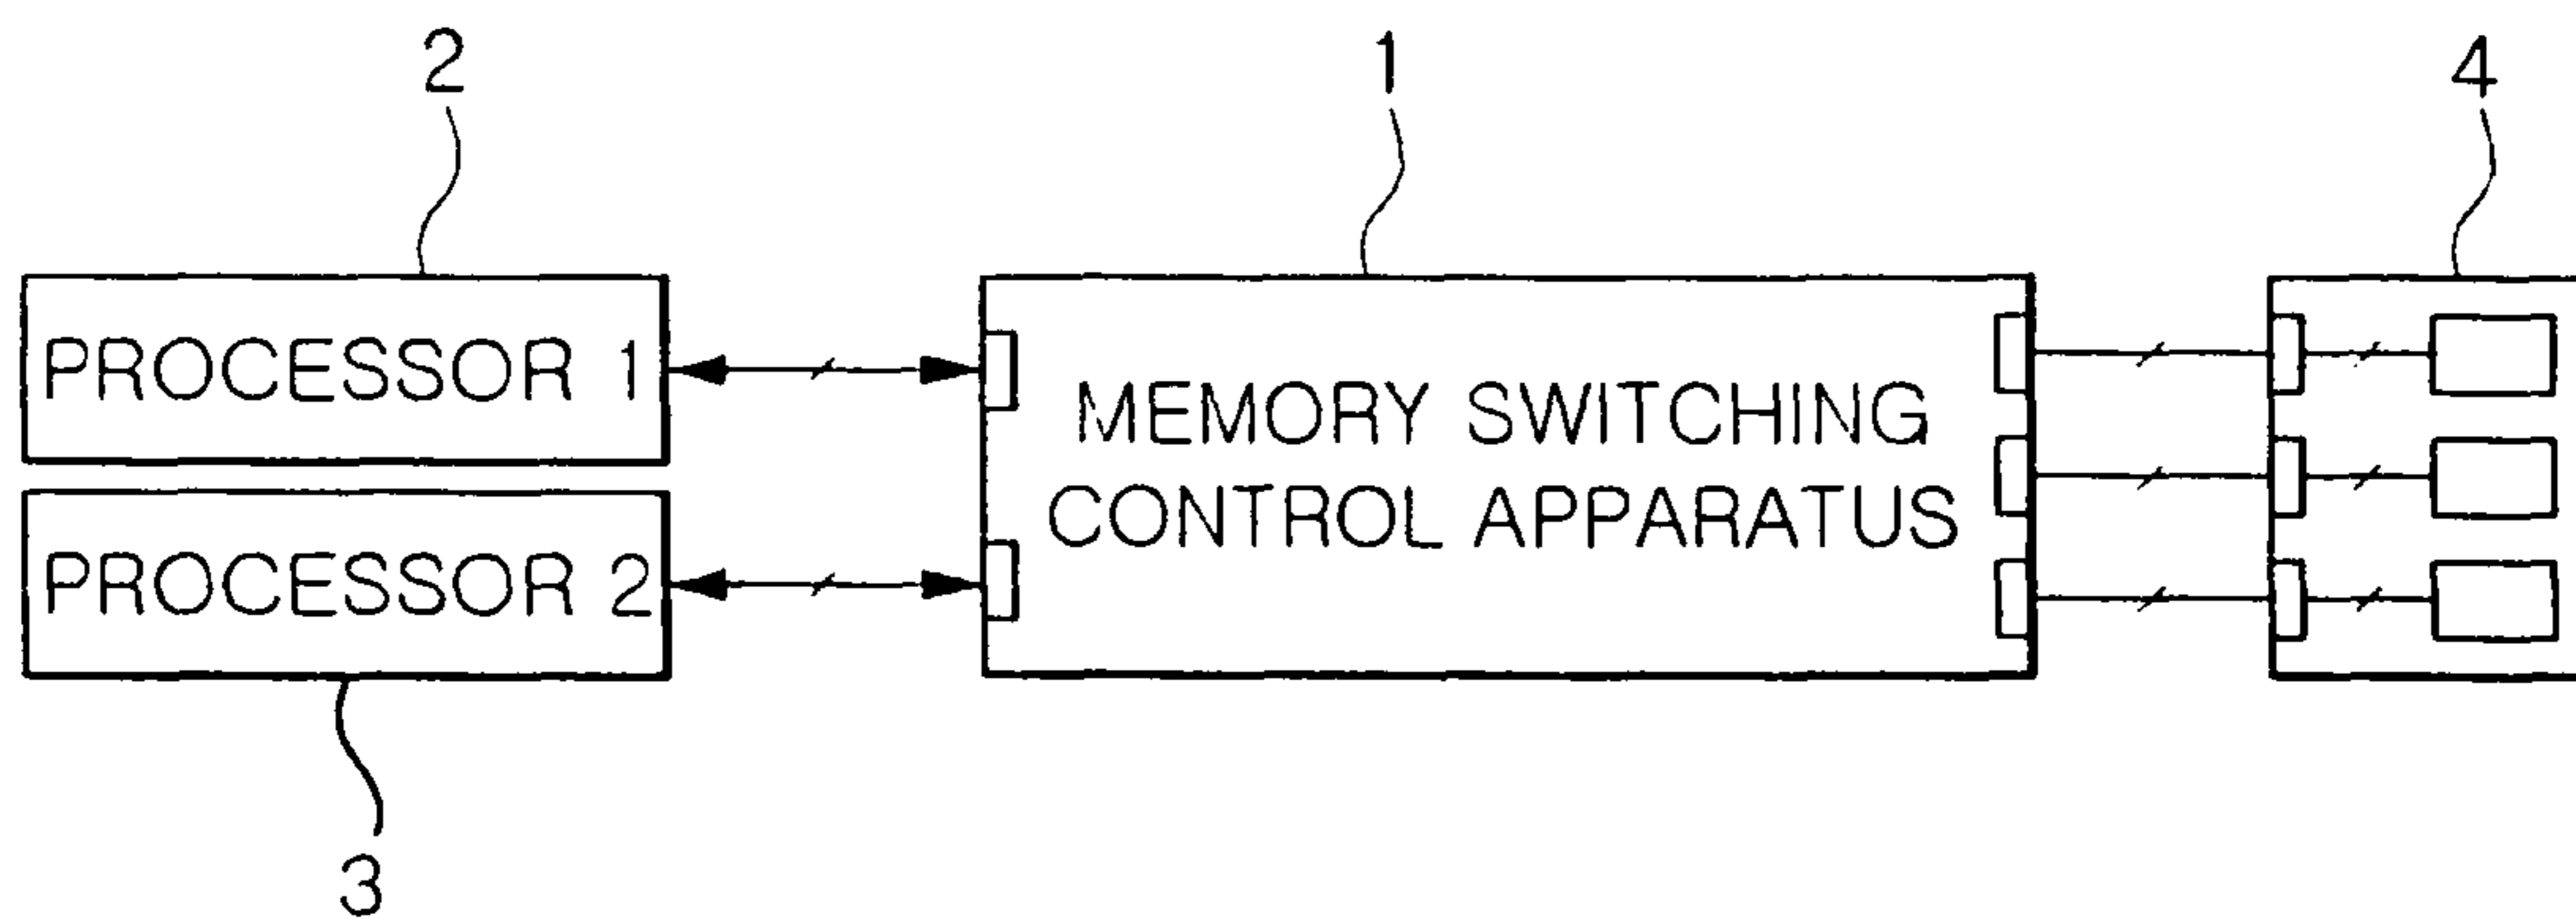 2
1
4
PROCESSOR 1
MEMORY SWITCHING
CONTROL APPARATUS
PROCESSOR 2
3